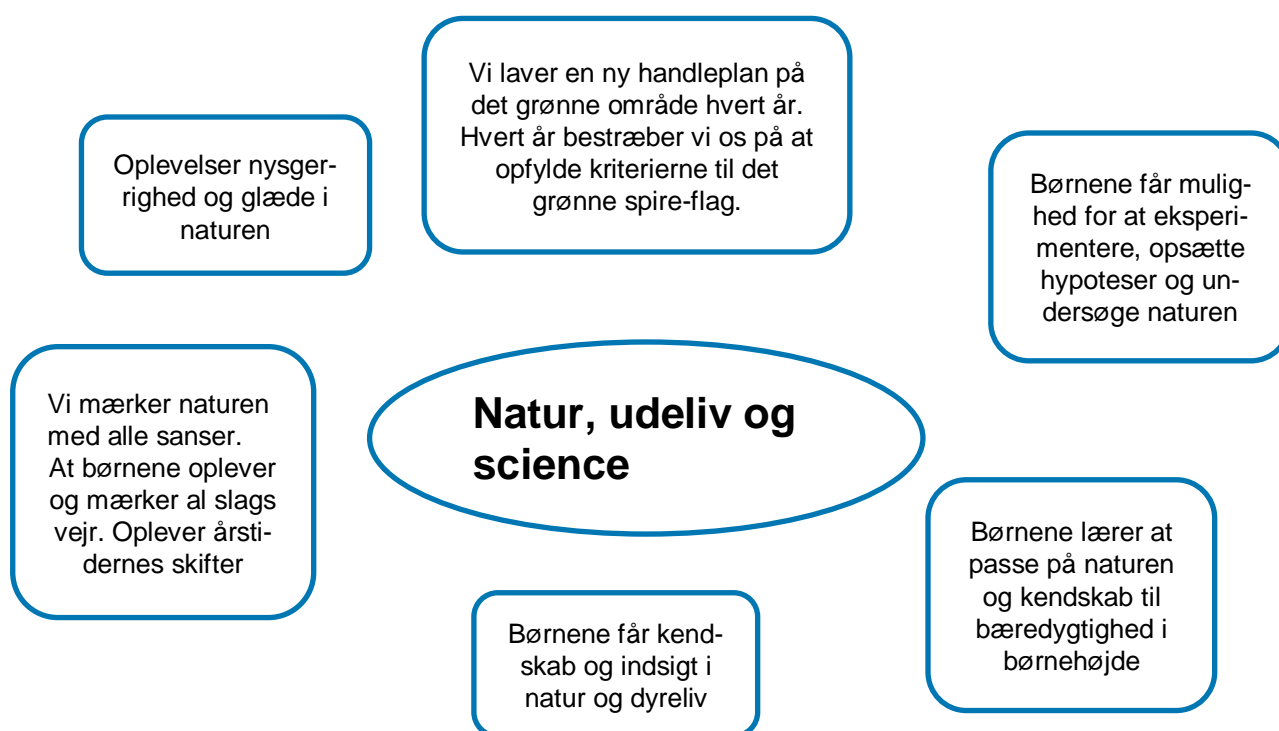 Vi laver en ny handleplan på
det grønne område hvert år.
Hvert år bestræber vi os på at
opfylde kriterierne til det
grønne spire-flag.
Oplevelser nysger-
righed og glæde i
naturen
Børnene får mulig-
hed for at eksperi-
mentere, opsætte
hypoteser og un-
dersøge naturen
Vi mærker naturen
med alle sanser.
At børnene oplever
og mærker al slags
vejr. Oplever årsti-
dernes skifter
Natur, udeliv og
science
Børnene lærer at
passe på naturen
og kendskab til
bæredygtighed i
børnehøjde
Børnene får kend-
skab og indsigt i
natur og dyreliv